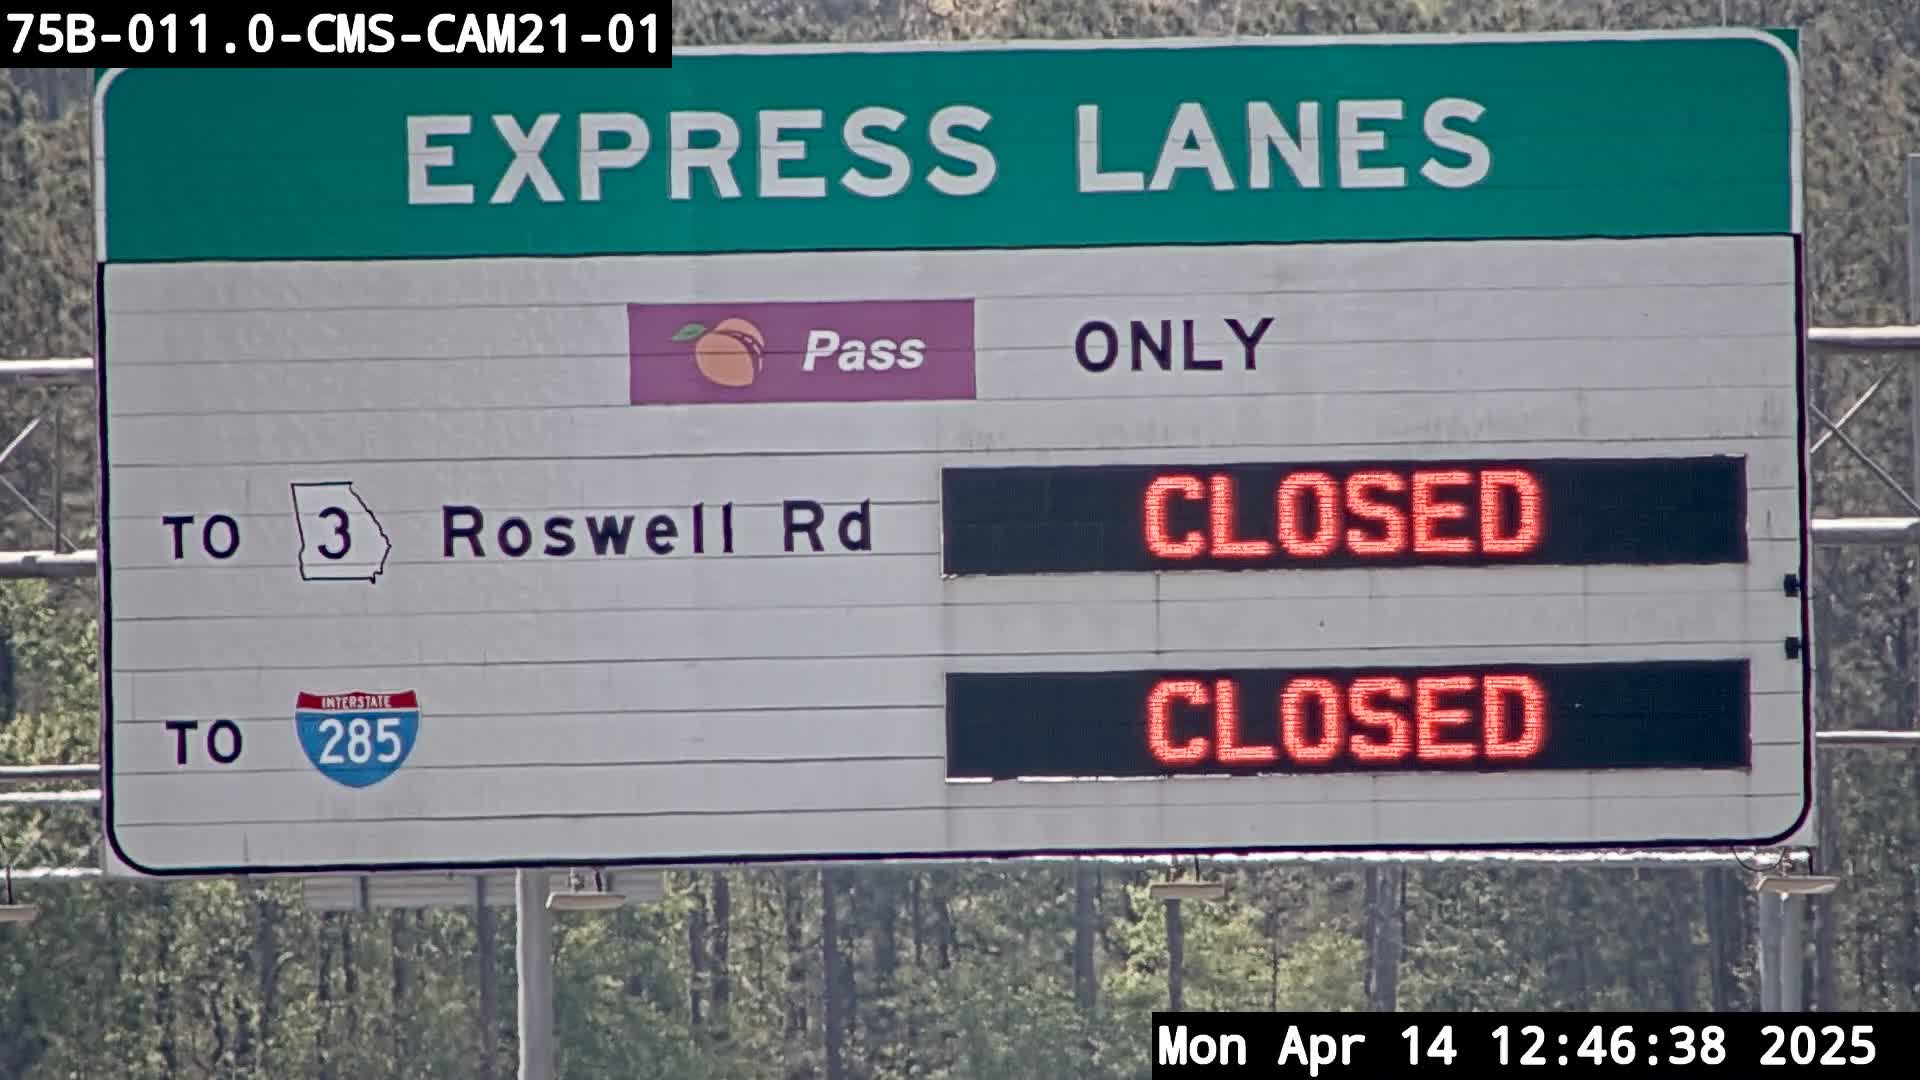 75B-011.0-CMS-CAM21-01
EXPRESS LANES
Pass ONLY
TO 3 Roswell Rd CLOSED
TO INTERSTATE 285 CLOSED
Mon Apr 14 12:46:38 2025